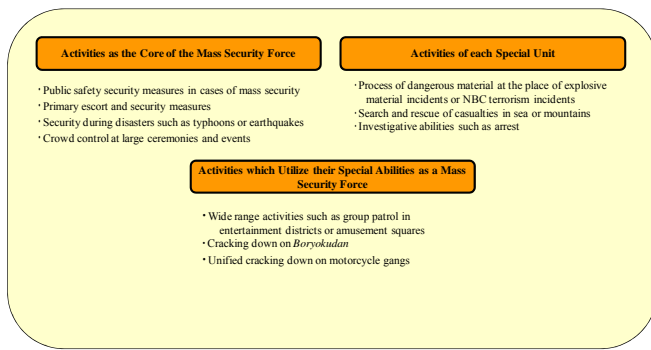 Activities as the Core of the Mass Security Force
・Public safety security measures in cases of mass security
・Primary escort and security measures
・Security during disasters such as typhoons or earthquakes
・Crowd control at large ceremonies and events
Activities of each Special Unit
・Process of dangerous material at the place of explosive
material incidents or NBC terrorism incidents
・Search and rescue of casualties in sea or mountains
・Investigative abilities such as arrest
Activities which Utilize their Special Abilities as a Mass
Security Force
・Wide range activities such as group patrol in
entertainment districts or amusement squares
・Cracking down on Boryokudan
・Unified cracking down on motorcycle gangs